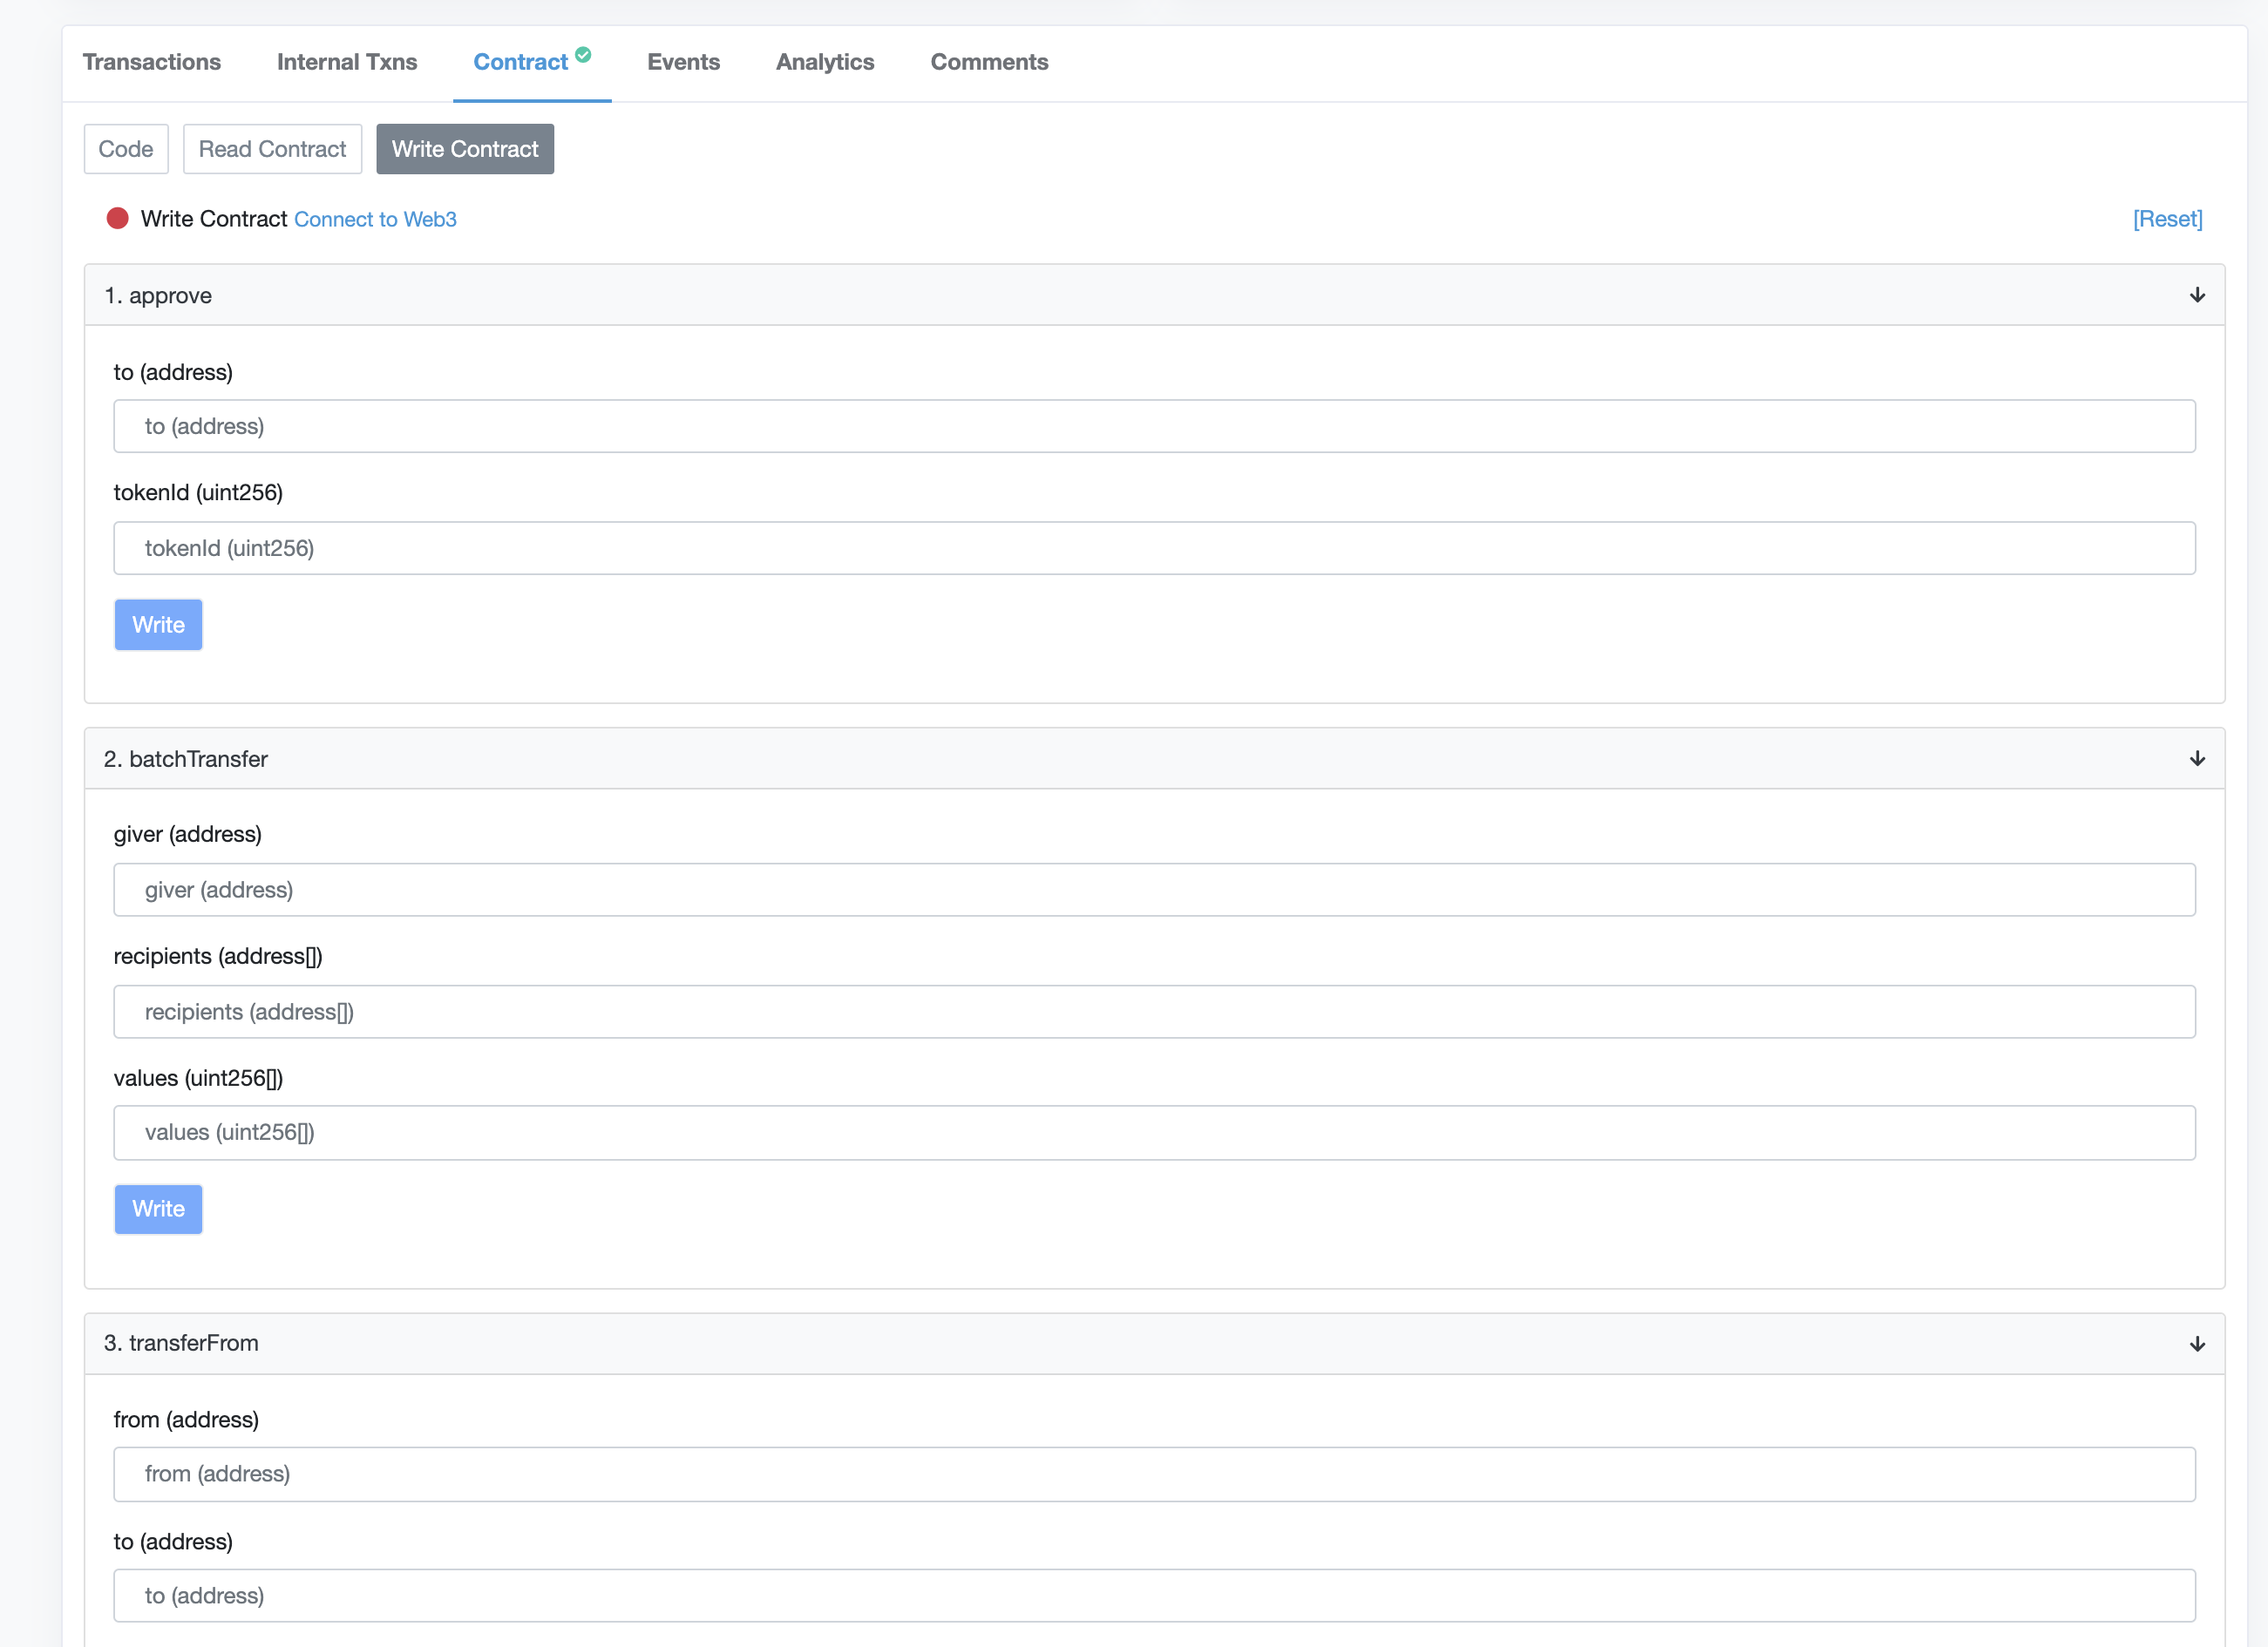 Transactions Internal Txns Contract Events Analytics Comments
Code Read Contract Write Contract
Write Contract Connect to Web3 [Reset]
1. approve
to (address)
to (address)
tokenId (uint256)
tokenId (uint256)
Write
2. batchTransfer
giver (address)
giver (address)
recipients (address[])
recipients (address[])
values (uint256[])
values (uint256[])
Write
3. transferFrom
from (address)
from (address)
to (address)
to (address)